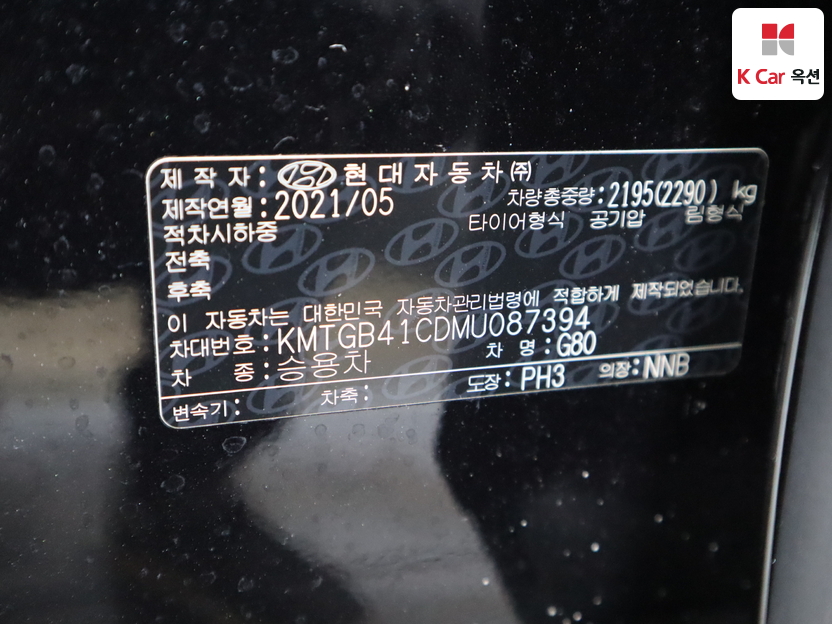 K Car 옥션
제 작 자 : 현 대 자 동 차 ㈜
제작연월 : 2021/05 차량총중량 : 2195(2290) kg
적차시하중 타이어형식 공기압 림형식
전축
후축
이 자동차는 대한민국 자동차관리법령에 적합하게 제작되었습니다.
차대번호 : KMTGB41CDMU087394
차 종 : 승용차 차 명 : G80
변속기 : 차축 : 도장 : PH3 의장 : NNB